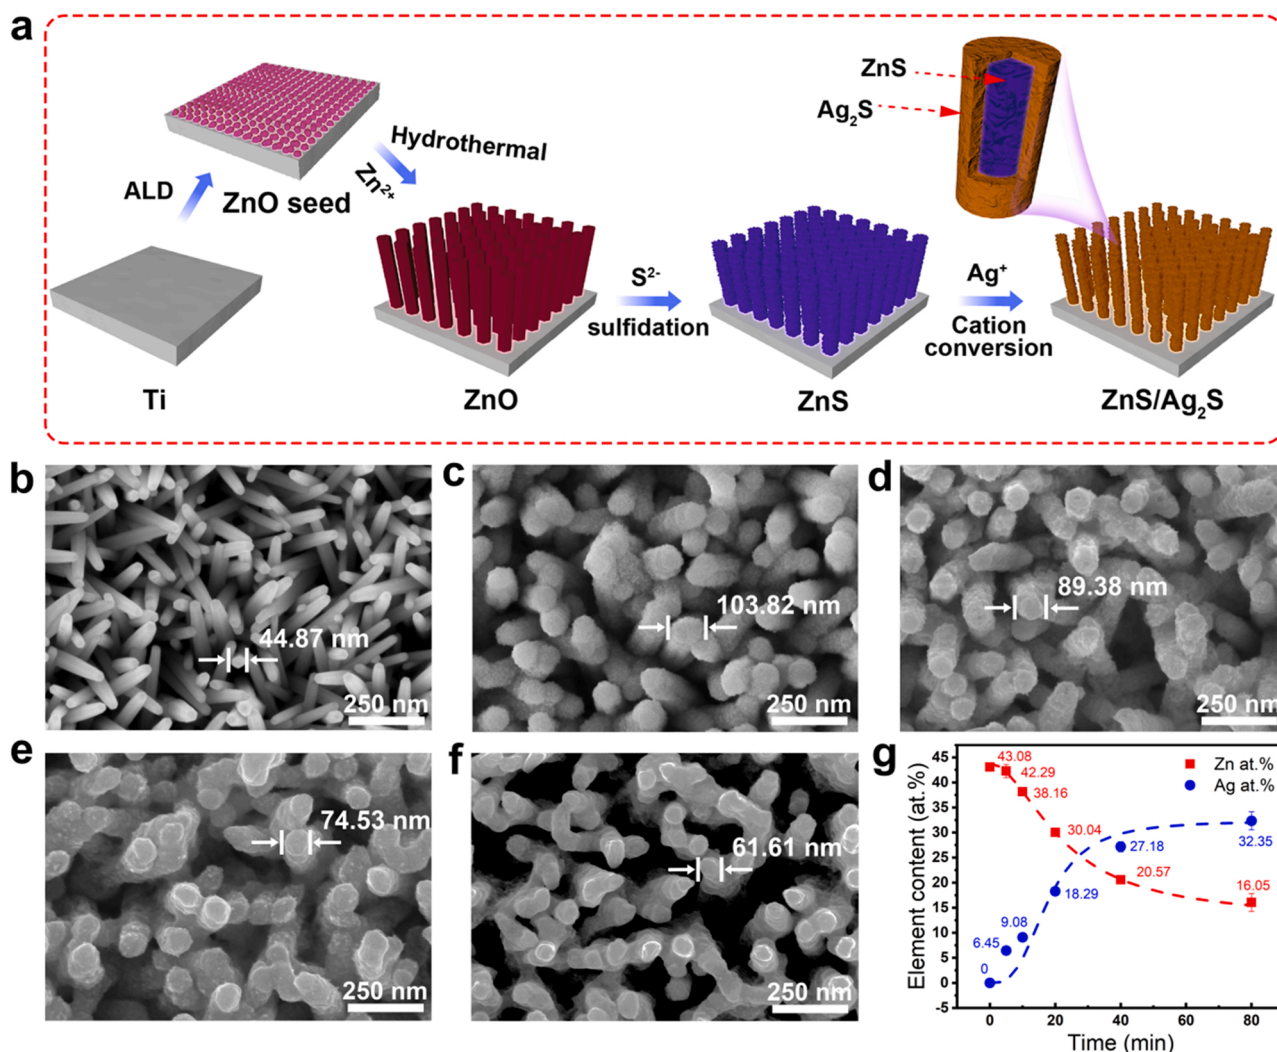 a
ALD
ZnO seed
Hydrothermal
Zn²⁺
Ti
ZnO
S²⁻
sulfidation
ZnS
Ag⁺
Cation
conversion
ZnS
Ag₂S
ZnS/Ag₂S
b
44.87 nm
250 nm
c
103.82 nm
250 nm
d
89.38 nm
250 nm
e
74.53 nm
250 nm
f
61.61 nm
250 nm
g
Element content (at.%)
45
40
35
30
25
20
15
10
5
0
-5
43.08
42.29
38.16
30.04
20.57
16.05
0
6.45
9.08
18.29
27.18
32.35
Zn at.%
Ag at.%
0 20 40 60 80
Time (min)